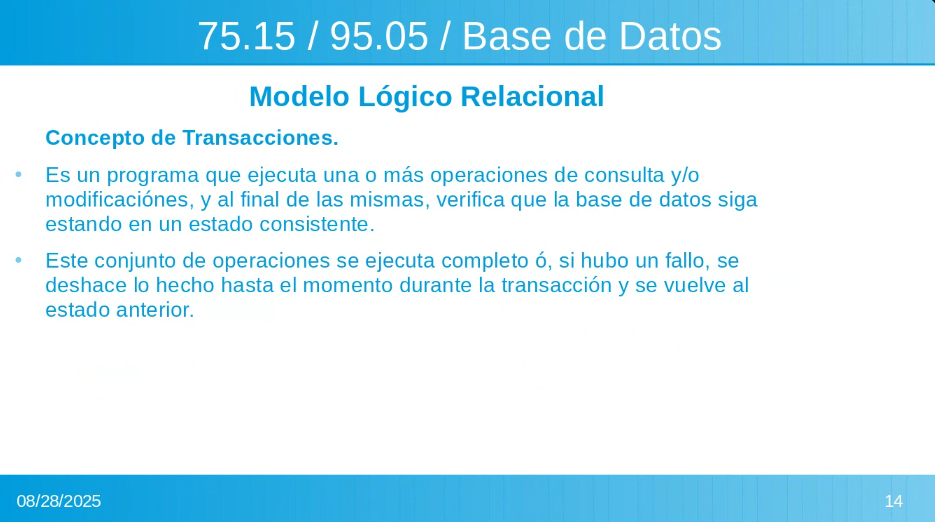 75.15 / 95.05 / Base de Datos
Modelo Lógico Relacional
Concepto de Transacciones.
• Es un programa que ejecuta una o más operaciones de consulta y/o
modificaciónes, y al final de las mismas, verifica que la base de datos siga
estando en un estado consistente.
• Este conjunto de operaciones se ejecuta completo ó, si hubo un fallo, se
deshace lo hecho hasta el momento durante la transacción y se vuelve al
estado anterior.
08/28/2025
14